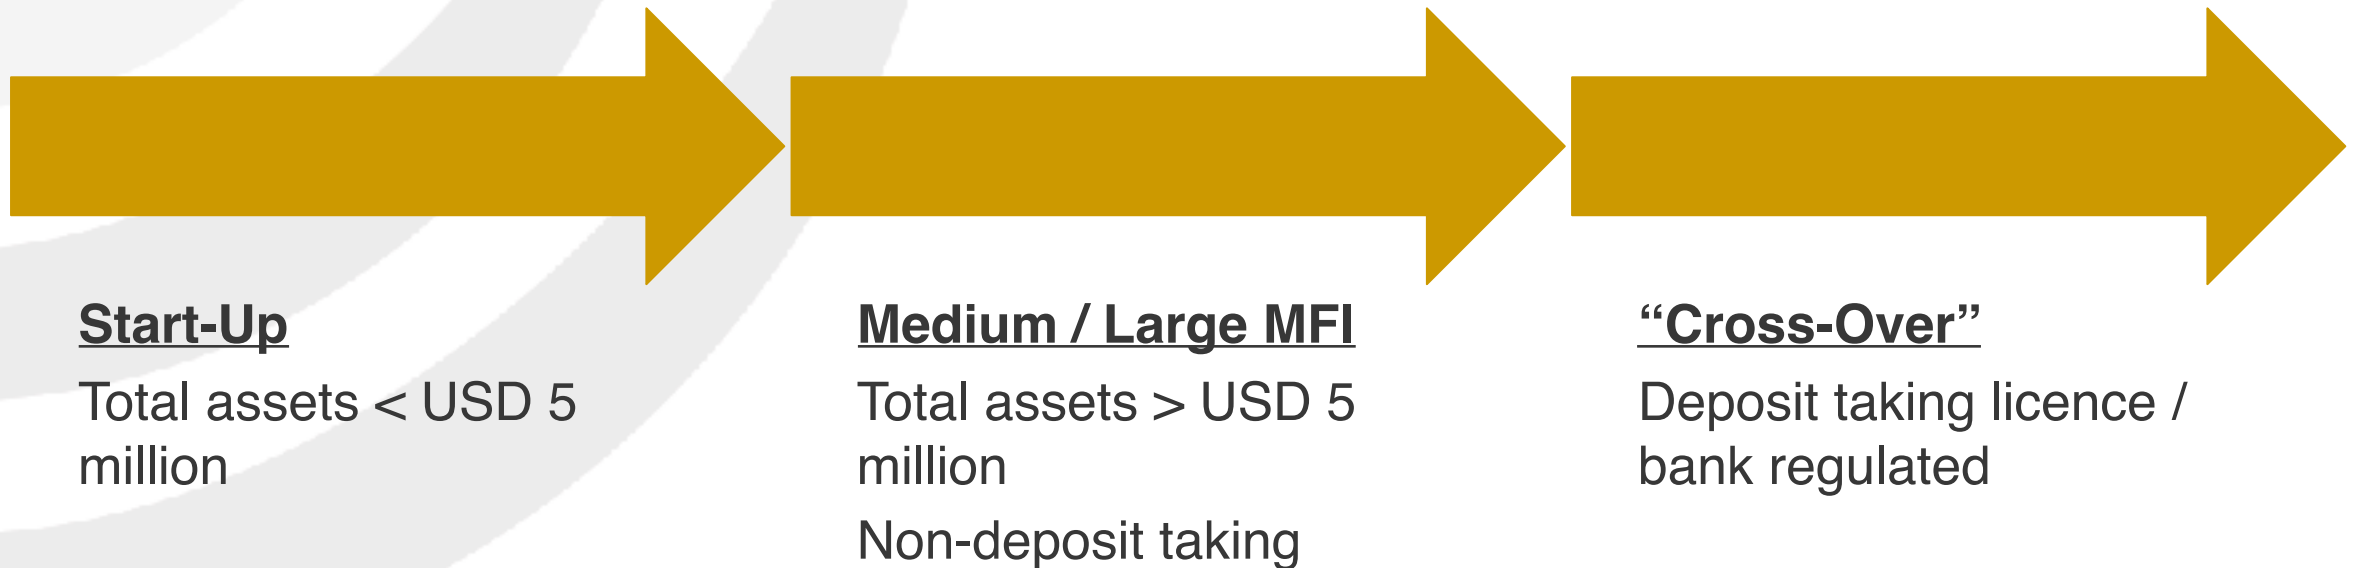 Start-Up
Total assets < USD 5
million
Medium / Large MFI
Total assets > USD 5
million
Non-deposit taking
“Cross-Over”
Deposit taking licence /
bank regulated